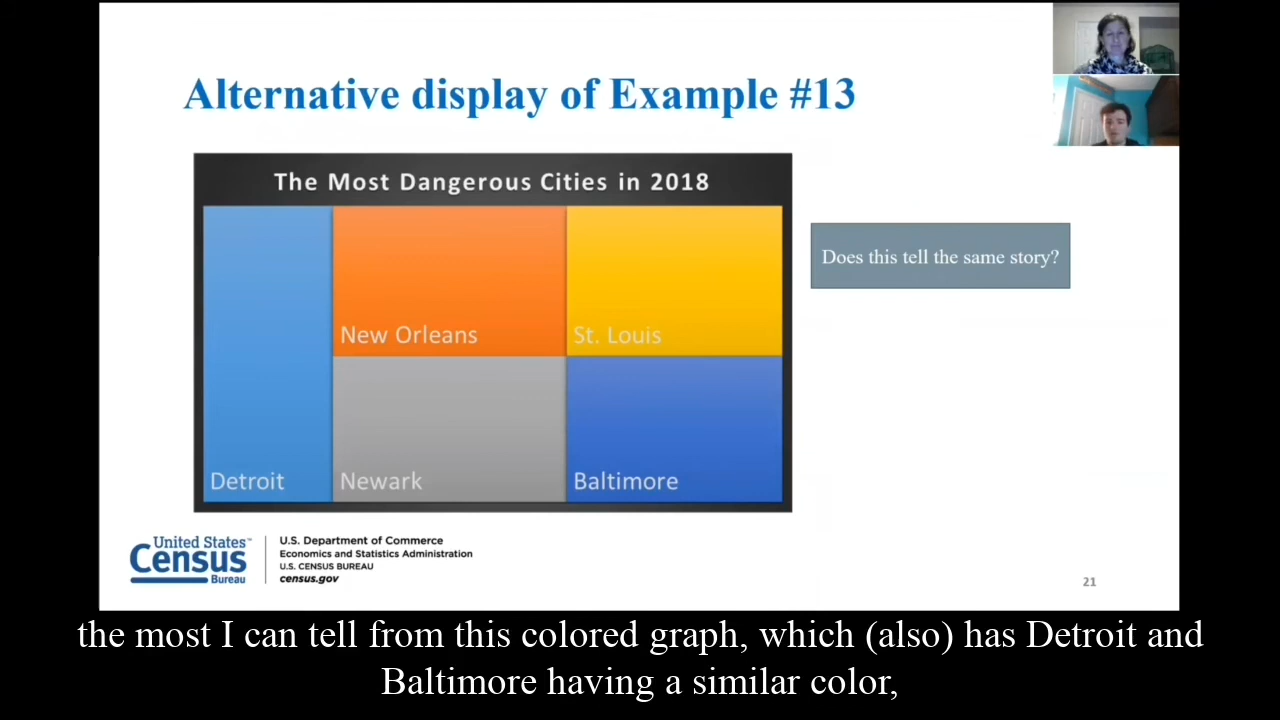 Alternative display of Example #13
The Most Dangerous Cities in 2018
New Orleans
St. Louis
Detroit
Newark
Baltimore
Does this tell the same story?
United States™
Census
Bureau
U.S. Department of Commerce
Economics and Statistics Administration
U.S. CENSUS BUREAU
census.gov
21
the most I can tell from this colored graph, which (also) has Detroit and
Baltimore having a similar color,